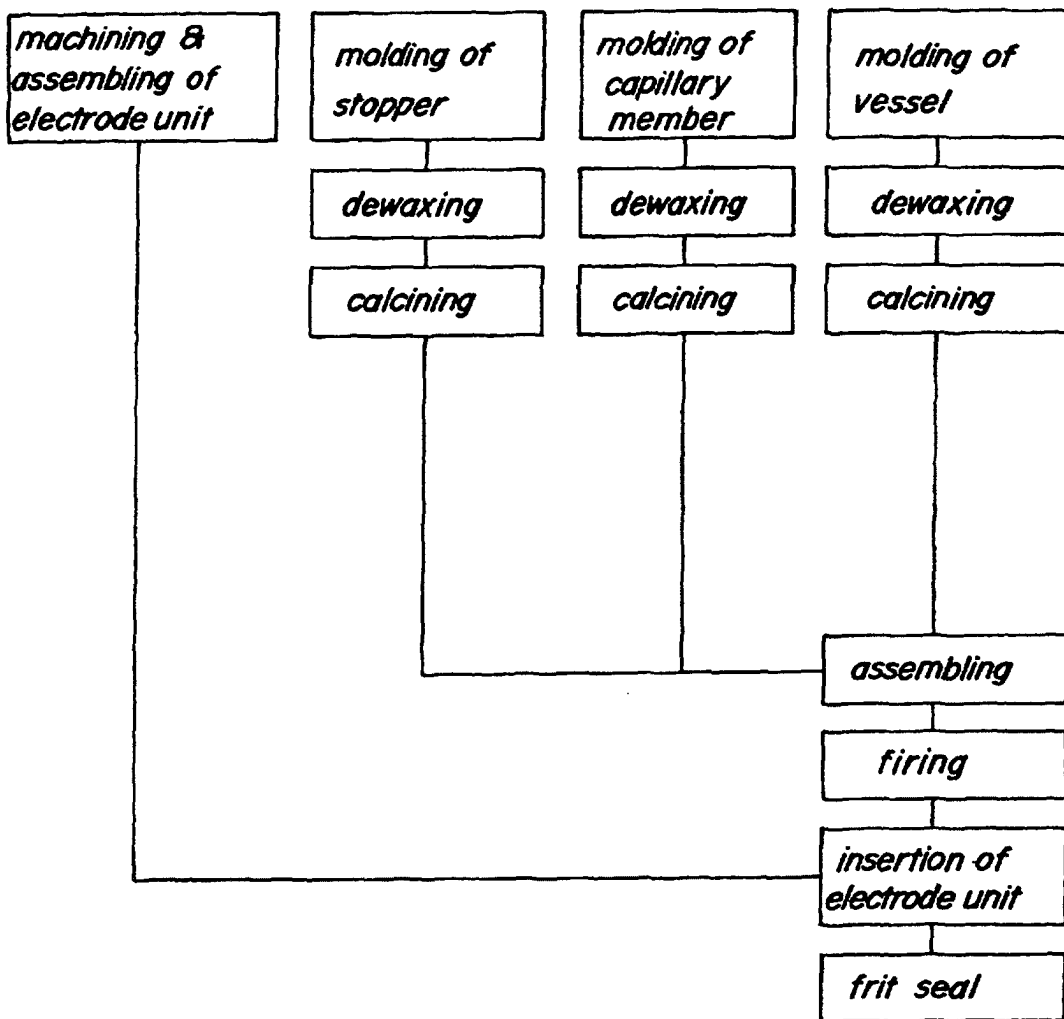 machining &
assembling of
electrode unit
molding of
stopper
molding of
capillary
member
molding of
vessel
dewaxing
dewaxing
dewaxing
calcining
calcining
calcining
assembling
firing
insertion of
electrode unit
frit seal